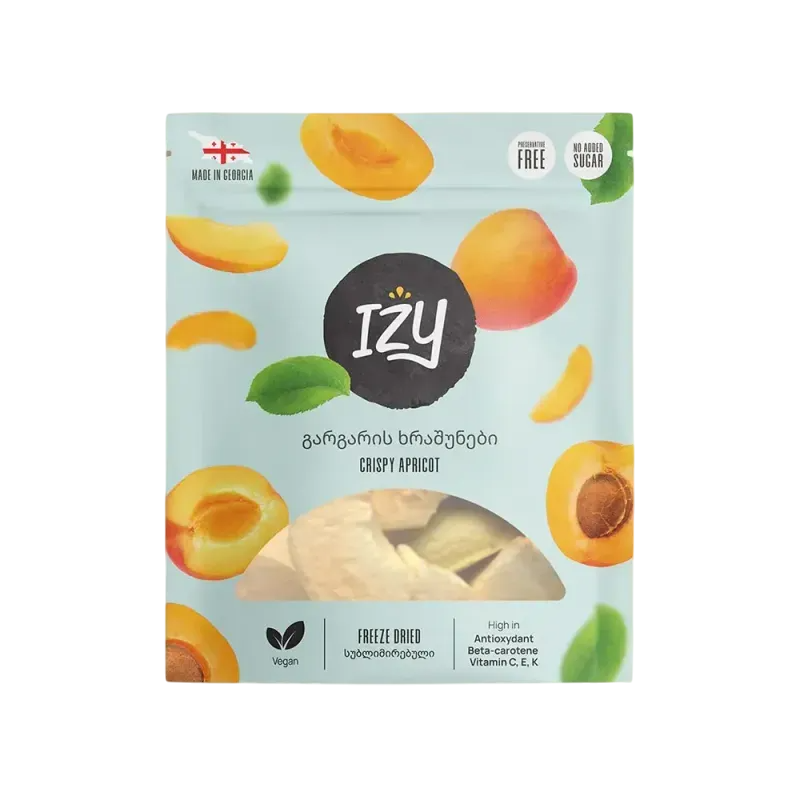 MADE IN GEORGIA
PRESERVATIVE
FREE
NO ADDED
SUGAR
IZY
გარგარის ხრაშუნები
CRISPY APRICOT
Vegan
FREEZE DRIED
სუბლიმირებული
High in
Antioxydant
Beta-carotene
Vitamin C, E, K